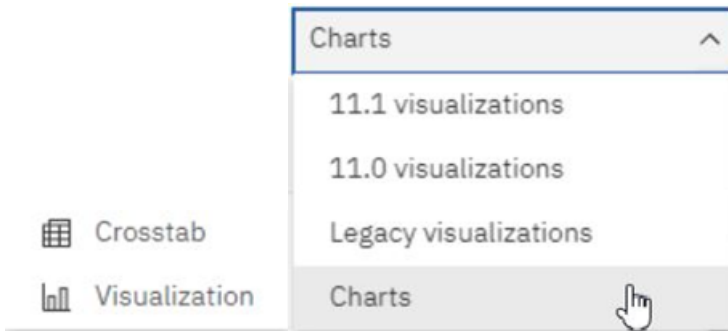 Charts
11.1 visualizations
11.0 visualizations
Crosstab
Legacy visualizations
Visualization
Charts